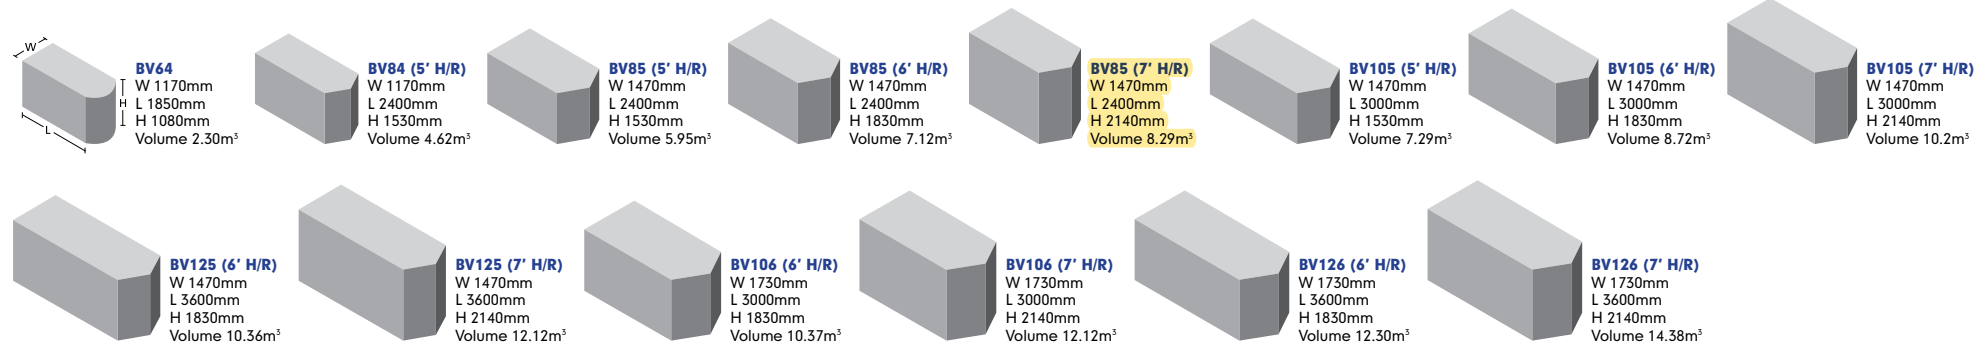 W
H
L
BV64
W 1170mm
L 1850mm
H 1080mm
Volume 2.30m³
BV84 (5’ H/R)
W 1170mm
L 2400mm
H 1530mm
Volume 4.62m³
BV85 (5’ H/R)
W 1470mm
L 2400mm
H 1530mm
Volume 5.95m³
BV85 (6’ H/R)
W 1470mm
L 2400mm
H 1830mm
Volume 7.12m³
BV85 (7’ H/R)
W 1470mm
L 2400mm
H 2140mm
Volume 8.29m³
BV105 (5’ H/R)
W 1470mm
L 3000mm
H 1530mm
Volume 7.29m³
BV105 (6’ H/R)
W 1470mm
L 3000mm
H 1830mm
Volume 8.72m³
BV105 (7’ H/R)
W 1470mm
L 3000mm
H 2140mm
Volume 10.2m³
BV125 (6’ H/R)
W 1470mm
L 3600mm
H 1830mm
Volume 10.36m³
BV125 (7’ H/R)
W 1470mm
L 3600mm
H 2140mm
Volume 12.12m³
BV106 (6’ H/R)
W 1730mm
L 3000mm
H 1830mm
Volume 10.37m³
BV106 (7’ H/R)
W 1730mm
L 3000mm
H 2140mm
Volume 12.12m³
BV126 (6’ H/R)
W 1730mm
L 3600mm
H 1830mm
Volume 12.30m³
BV126 (7’ H/R)
W 1730mm
L 3600mm
H 2140mm
Volume 14.38m³